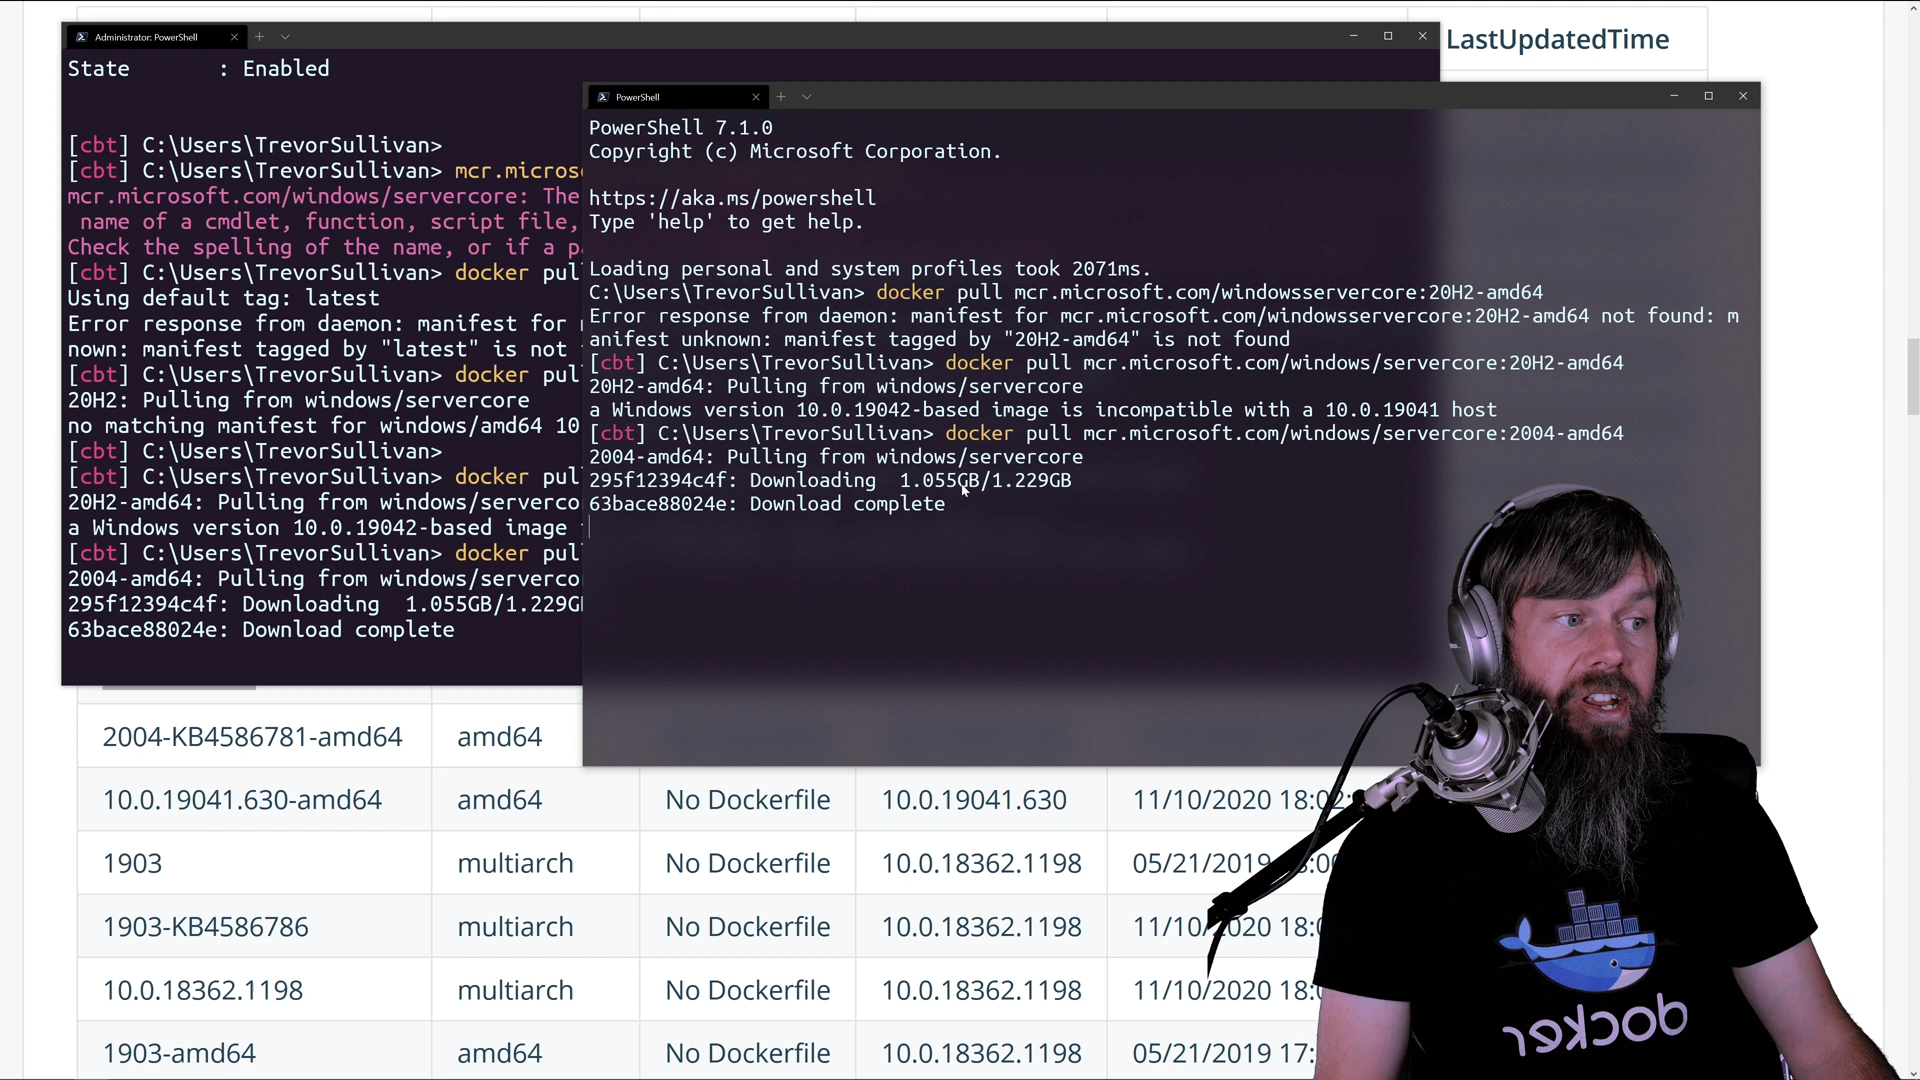 LastUpdatedTime
Administrator: PowerShell
State : Enabled
[cbt] C:\Users\TrevorSullivan>
[cbt] C:\Users\TrevorSullivan> mcr.micros
mcr.microsoft.com/windows/servercore: The
name of a cmdlet, function, script file,
Check the spelling of the name, or if a pa
[cbt] C:\Users\TrevorSullivan> docker pul
Using default tag: latest
Error response from daemon: manifest for
nown: manifest tagged by "latest" is not
[cbt] C:\Users\TrevorSullivan> docker pul
20H2: Pulling from windows/servercore
no matching manifest for windows/amd64 10
[cbt] C:\Users\TrevorSullivan>
[cbt] C:\Users\TrevorSullivan> docker pul
20H2-amd64: Pulling from windows/serverco
a Windows version 10.0.19042-based image
[cbt] C:\Users\TrevorSullivan> docker pul
2004-amd64: Pulling from windows/serverco
295f12394c4f: Downloading 1.055GB/1.229G
63bace88024e: Download complete
PowerShell
PowerShell 7.1.0
Copyright (c) Microsoft Corporation.
https://aka.ms/powershell
Type 'help' to get help.
Loading personal and system profiles took 2071ms.
C:\Users\TrevorSullivan> docker pull mcr.microsoft.com/windowsservercore:20H2-amd64
Error response from daemon: manifest for mcr.microsoft.com/windowsservercore:20H2-amd64 not found: m
anifest unknown: manifest tagged by "20H2-amd64" is not found
[cbt] C:\Users\TrevorSullivan> docker pull mcr.microsoft.com/windows/servercore:20H2-amd64
20H2-amd64: Pulling from windows/servercore
a Windows version 10.0.19042-based image is incompatible with a 10.0.19041 host
[cbt] C:\Users\TrevorSullivan> docker pull mcr.microsoft.com/windows/servercore:2004-amd64
2004-amd64: Pulling from windows/servercore
295f12394c4f: Downloading 1.055GB/1.229GB
63bace88024e: Download complete
2004-KB4586781-amd64 amd64
10.0.19041.630-amd64 amd64 No Dockerfile 10.0.19041.630 11/10/2020 18:02:
1903 multiarch No Dockerfile 10.0.18362.1198 05/21/2019
1903-KB4586786 multiarch No Dockerfile 10.0.18362.1198 11/10/2020 18:
10.0.18362.1198 multiarch No Dockerfile 10.0.18362.1198 11/10/2020 18:
1903-amd64 amd64 No Dockerfile 10.0.18362.1198 05/21/2019 17:
docker